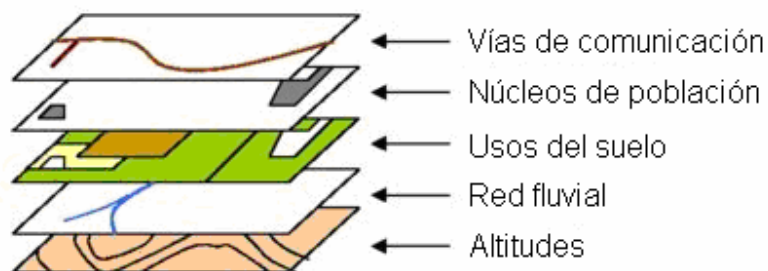 Vías de comunicación
Núcleos de población
Usos del suelo
Red fluvial
Altitudes